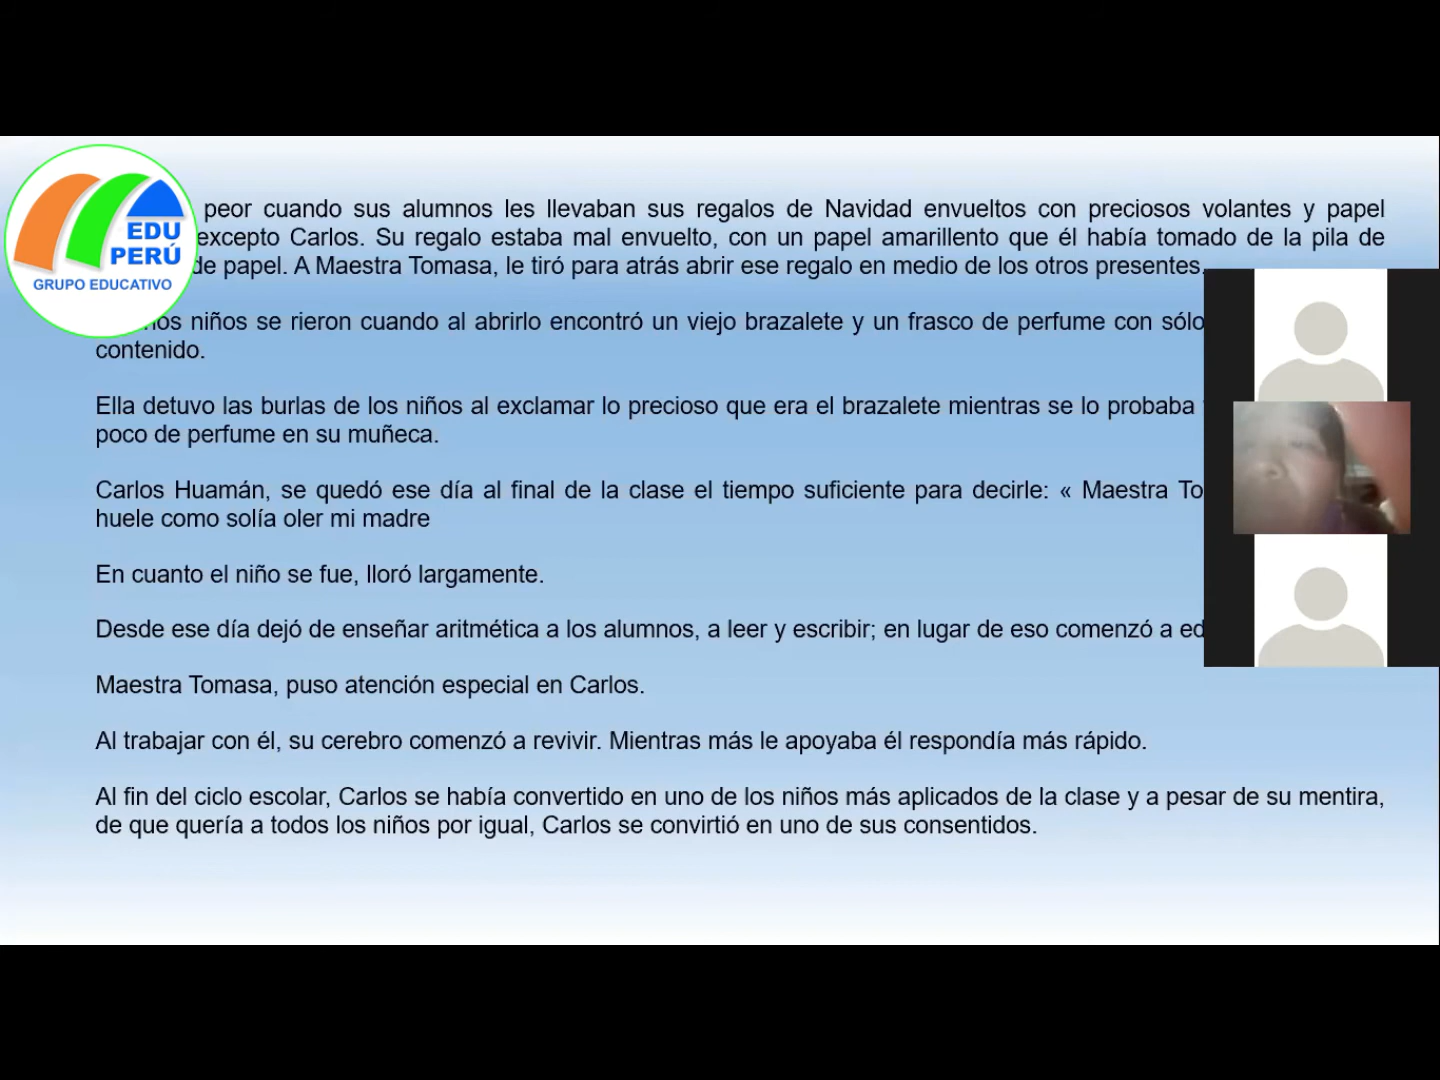 EDU
PERÚ
GRUPO EDUCATIVO
peor cuando sus alumnos les llevaban sus regalos de Navidad envueltos con preciosos volantes y papel
excepto Carlos. Su regalo estaba mal envuelto, con un papel amarillento que él había tomado de la pila de
de papel. A Maestra Tomasa, le tiró para atrás abrir ese regalo en medio de los otros presentes.
niños se rieron cuando al abrirlo encontró un viejo brazalete y un frasco de perfume con sólo
contenido.
Ella detuvo las burlas de los niños al exclamar lo precioso que era el brazalete mientras se lo probaba
poco de perfume en su muñeca.
Carlos Huamán, se quedó ese día al final de la clase el tiempo suficiente para decirle: « Maestra
huele como solía oler mi madre
En cuanto el niño se fue, lloró largamente.
Desde ese día dejó de enseñar aritmética a los alumnos, a leer y escribir; en lugar de eso comenzó a
Maestra Tomasa, puso atención especial en Carlos.
Al trabajar con él, su cerebro comenzó a revivir. Mientras más le apoyaba él respondía más rápido.
Al fin del ciclo escolar, Carlos se había convertido en uno de los niños más aplicados de la clase y a pesar de su mentira,
de que quería a todos los niños por igual, Carlos se convirtió en uno de sus consentidos.